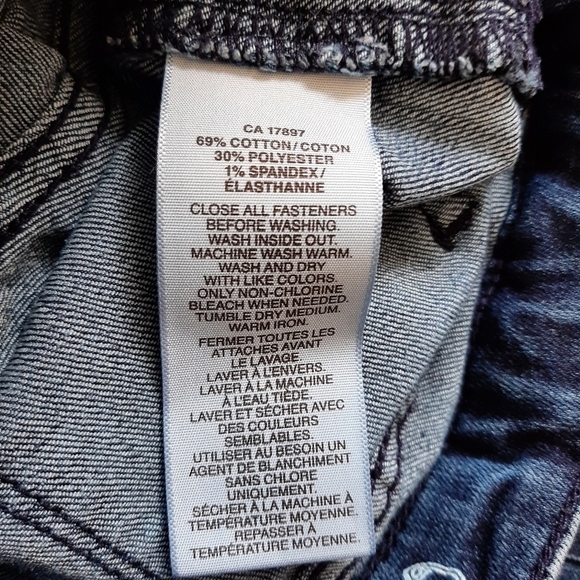 CA 17897
69% COTTON/COTON
30% POLYESTER
1% SPANDEX/
ÉLASTHANNE
CLOSE ALL FASTENERS
BEFORE WASHING.
WASH INSIDE OUT.
MACHINE WASH WARM.
WASH AND DRY
WITH LIKE COLORS.
ONLY NON-CHLORINE
BLEACH WHEN NEEDED.
TUMBLE DRY MEDIUM.
WARM IRON.
FERMER TOUTES LES
ATTACHES AVANT
LE LAVAGE
LAVER À L'ENVERS.
LAVER À LA MACHINE
À L'EAU TIÈDE.
LAVER ET SÉCHER AVEC
DES COULEURS
SEMBLABLES.
UTILISER AU BESOIN UN
AGENT DE BLANCHIMENT
SANS CHLORE
UNIQUEMENT.
SÉCHER À LA MACHINE À
TEMPÉRATURE MOYENNE.
REPASSER À
TEMPÉRATURE MOYENNE.